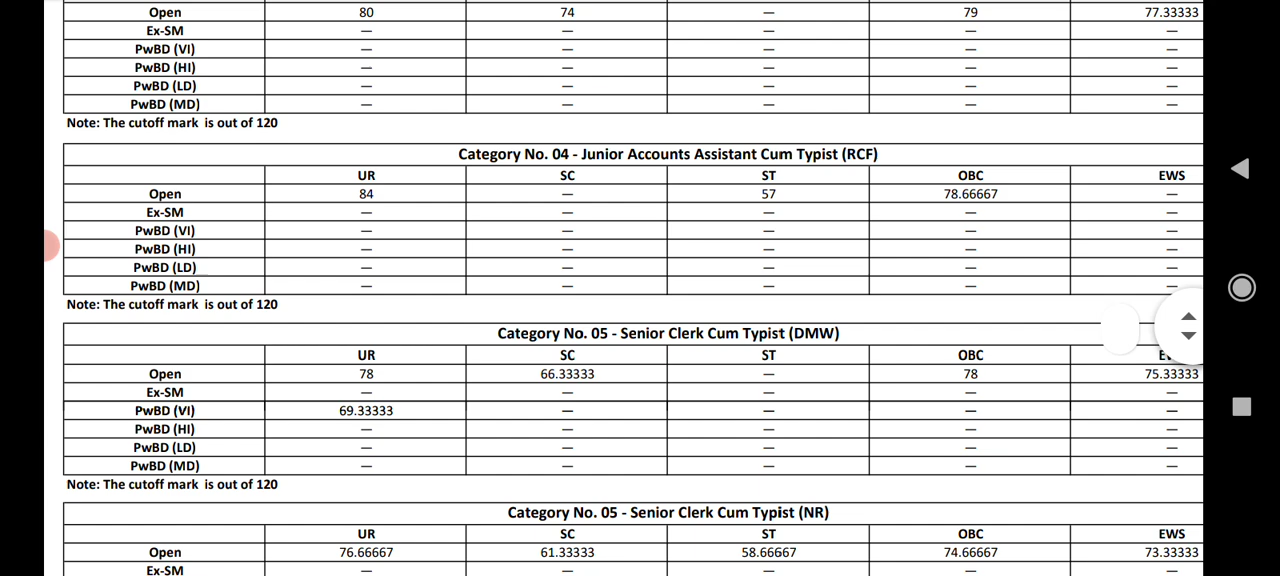 Open 80 74 — 79 77.33333
Ex-SM — — — — —
PwBD (VI) — — — — —
PwBD (HI) — — — — —
PwBD (LD) — — — — —
PwBD (MD) — — — — —
Note: The cutoff mark is out of 120
Category No. 04 - Junior Accounts Assistant Cum Typist (RCF)
UR SC ST OBC EWS
Open 84 — 57 78.66667 —
Ex-SM — — — — —
PwBD (VI) — — — — —
PwBD (HI) — — — — —
PwBD (LD) — — — — —
PwBD (MD) — — — — —
Note: The cutoff mark is out of 120
Category No. 05 - Senior Clerk Cum Typist (DMW)
UR SC ST OBC
Open 78 66.33333 — 78 75.33333
Ex-SM — — — — —
PwBD (VI) 69.33333 — — — —
PwBD (HI) — — — — —
PwBD (LD) — — — — —
PwBD (MD) — — — — —
Note: The cutoff mark is out of 120
Category No. 05 - Senior Clerk Cum Typist (NR)
UR SC ST OBC EWS
Open 76.66667 61.33333 58.66667 74.66667 73.33333
Ex-SM — — — — —